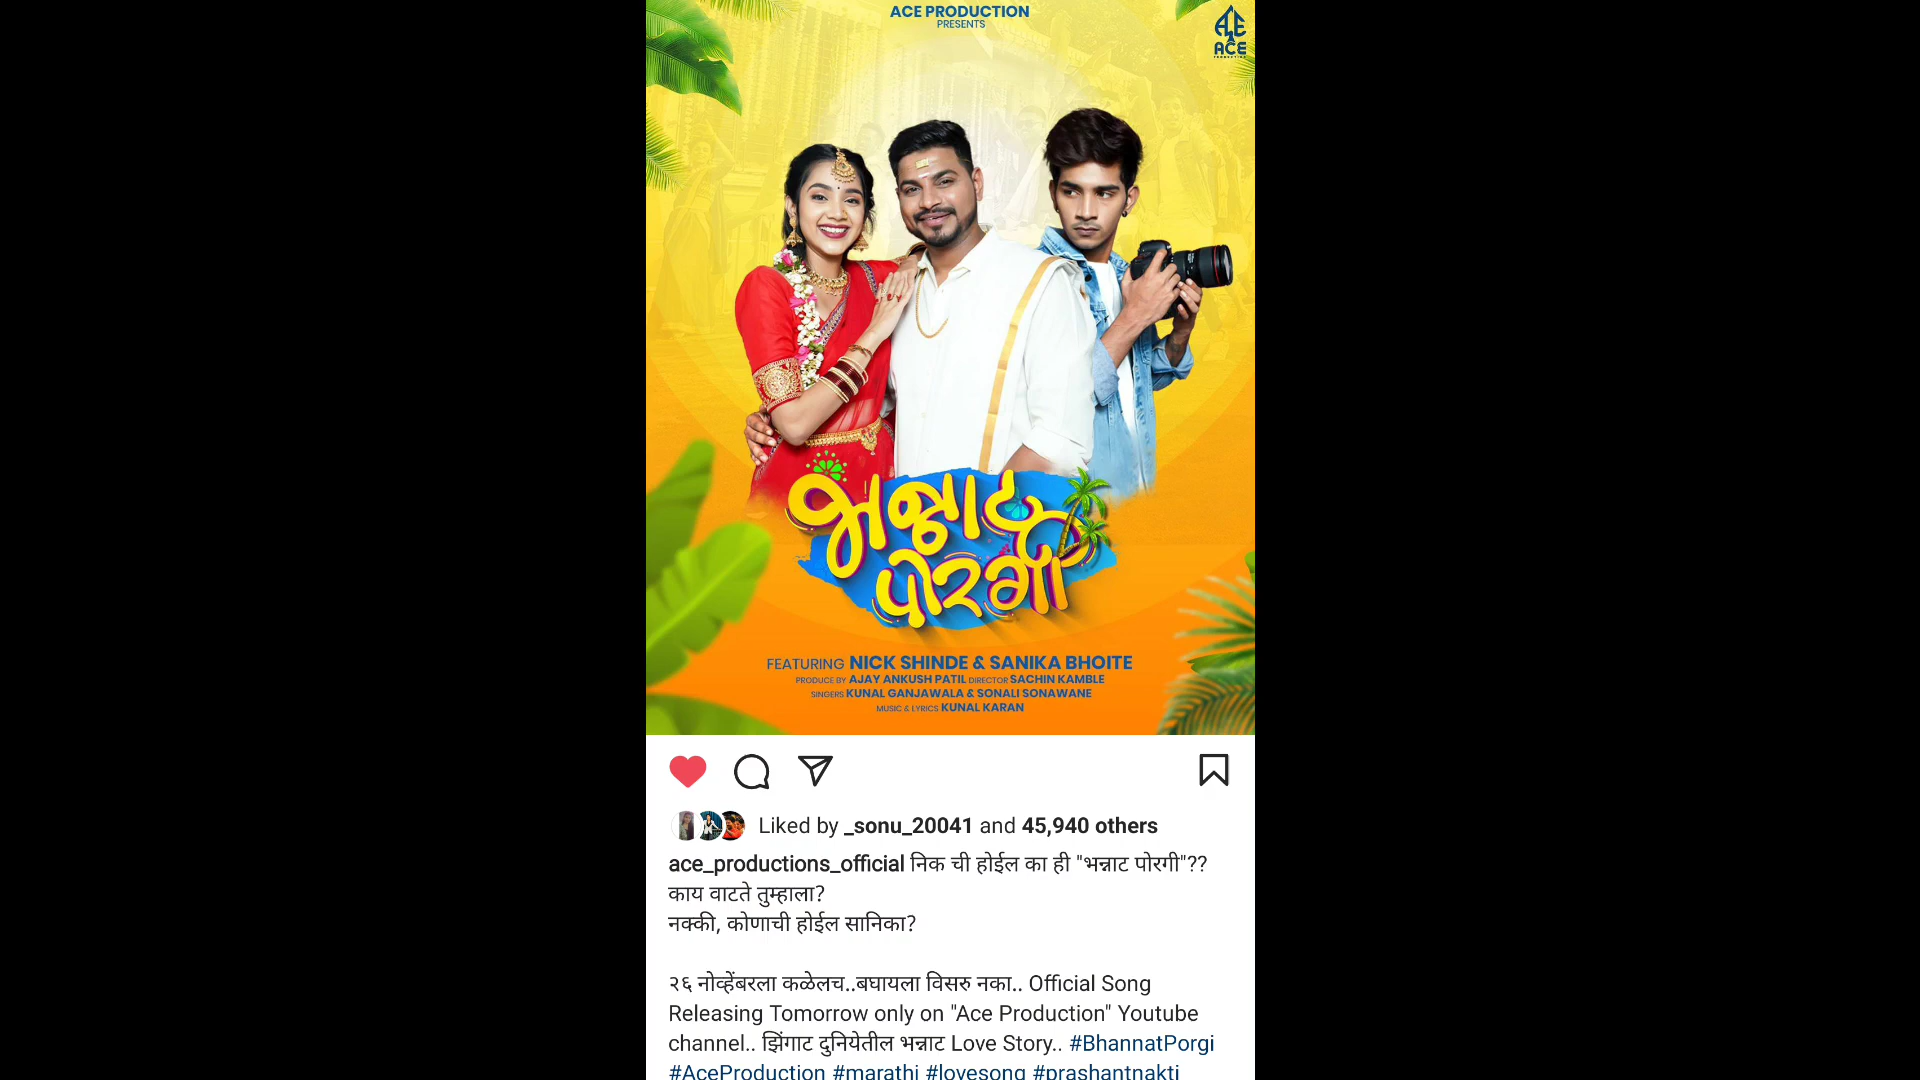 ACE PRODUCTION
PRESENTS
ACE
PRODUCTION
भन्नाट
पोरगी
FEATURING NICK SHINDE & SANIKA BHOITE
PRODUCE BY AJAY ANKUSH PATIL DIRECTOR SACHIN KAMBLE
SINGERS KUNAL GANJAWALA & SONALI SONAWANE
MUSIC & LYRICS KUNAL KARAN
Liked by _sonu_20041 and 45,940 others
ace_productions_official निक ची होईल का ही "भन्नाट पोरगी"??
काय वाटते तुम्हाला?
नक्की, कोणाची होईल सानिका?
२६ नोव्हेंबरला कळेलच..बघायला विसरु नका.. Official Song
Releasing Tomorrow only on "Ace Production" Youtube
channel.. झिंगाट दुनियेतील भन्नाट Love Story.. #BhannatPorgi
#AceProduction #marathi #lovesong #prashantnakti